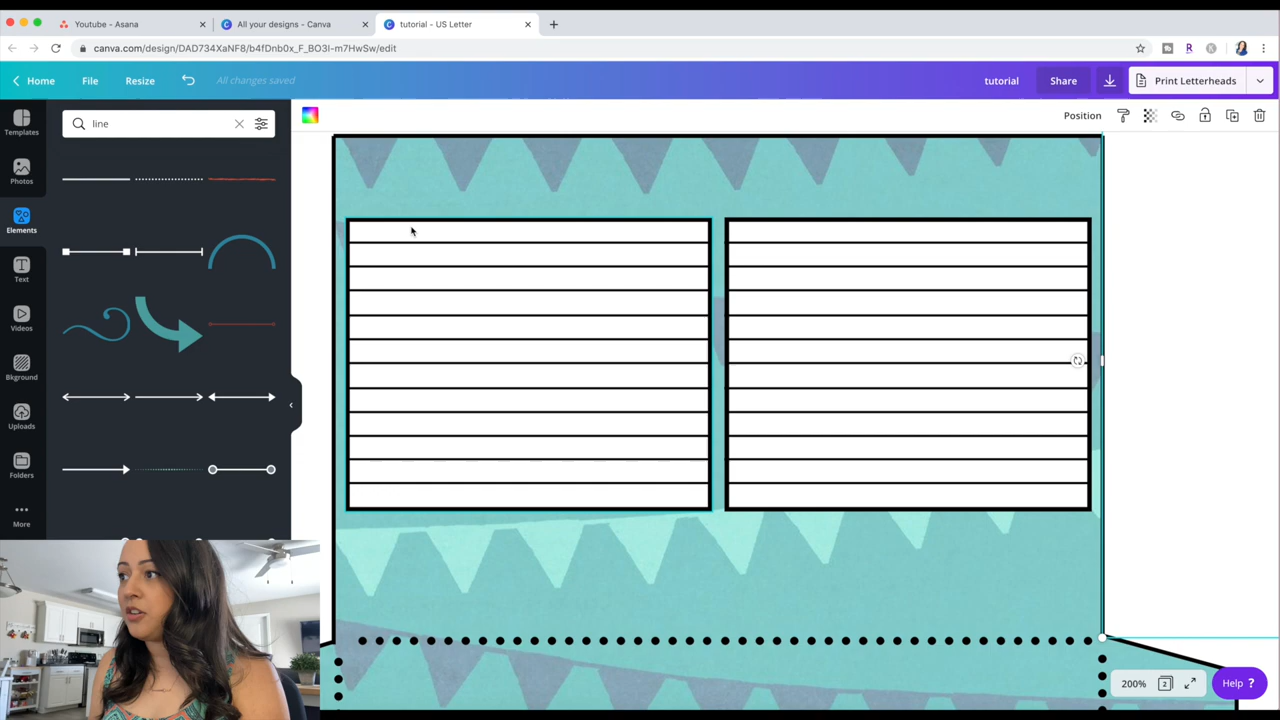 Youtube - Asana
All your designs - Canva
tutorial - US Letter
canva.com/design/DAD734XaNF8/b4fDnb0x_F_BO3I-m7HwSw/edit
Home
File
Resize
All changes saved
tutorial
Share
Print Letterheads
Templates
line
Position
Photos
Elements
Text
Videos
Bkground
Uploads
Folders
More
200%
2
Help ?